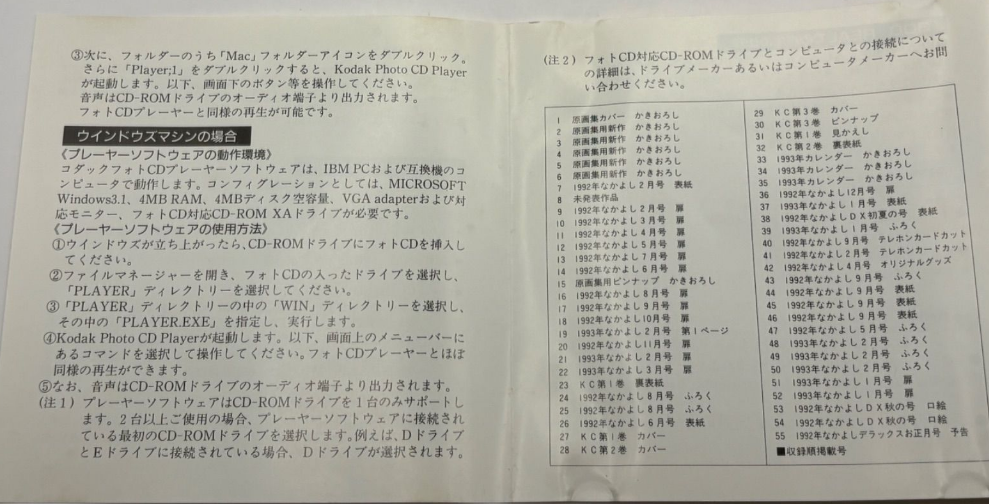 ③次に、フォルダーのうち「Mac」フォルダーアイコンをダブルクリック。
さらに「Player;1」をダブルクリックすると、Kodak Photo CD Player
が起動します。以下、画面下のボタン等を操作してください。
音声はCD-ROMドライブのオーディオ端子より出力されます。
フォトCDプレーヤーと同様の再生が可能です。
ウインドウズマシンの場合
《プレーヤーソフトウェアの動作環境》
コダックフォトCDプレーヤーソフトウェアは、IBM PCおよび互換機のコ
ンピュータで動作します。コンフィグレーションとしては、MICROSOFT
Windows3.1、4MB RAM、4MBディスク空容量、VGA adapterおよび対
応モニター、フォトCD対応CD-ROM XAドライブが必要です。
《プレーヤーソフトウェアの使用方法》
①ウインドウズが立ち上がったら、CD-ROMドライブにフォトCDを挿入し
てください。
②ファイルマネージャーを開き、フォトCDの入ったドライブを選択し、
「PLAYER」ディレクトリーを選択してください。
③「PLAYER」ディレクトリーの中の「WIN」ディレクトリーを選択し、
その中の「PLAYER.EXE」を指定し、実行します。
④Kodak Photo CD Playerが起動します。以下、画面上のメニューバーに
あるコマンドを選択して操作してください。フォトCDプレーヤーとほぼ
同様の再生ができます。
⑤なお、音声はCD-ROMドライブのオーディオ端子より出力されます。
(注1) プレーヤーソフトウェアはCD-ROMドライブを1台のみサポートし
ます。2台以上ご使用の場合、プレーヤーソフトウェアに接続され
ている最初のCD-ROMドライブを選択します。例えば、Dドライブ
とEドライブに接続されている場合、Dドライブが選択されます。
(注2) フォトCD対応CD-ROMドライブとコンピュータとの接続について
の詳細は、ドライブメーカーあるいはコンピュータメーカーへお問
い合わせください。
1 原画集カバー かきおろし
2 原画集用新作 かきおろし
3 原画集用新作 かきおろし
4 原画集用新作 かきおろし
5 原画集用新作 かきおろし
6 原画集用新作 かきおろし
7 1992年なかよし2月号 表紙
8 未発表作品
9 1992年なかよし2月号 扉
10 1992年なかよし3月号 扉
11 1992年なかよし4月号 扉
12 1992年なかよし5月号 扉
13 1992年なかよし7月号 扉
14 1992年なかよし6月号 扉
15 原画集用ピンナップ かきおろし
16 1992年なかよし8月号 扉
17 1992年なかよし9月号 扉
18 1992年なかよし10月号 扉
19 1993年なかよし2月号 第1ページ
20 1992年なかよし11月号 扉
21 1993年なかよし2月号 扉
22 1993年なかよし3月号 扉
23 KC第1巻 裏表紙
24 1992年なかよし8月号 ふろく
25 1992年なかよし8月号 ふろく
26 1992年なかよし6月号 表紙
27 KC第1巻 カバー
28 KC第2巻 カバー
29 KC第3巻 カバー
30 KC第3巻 ピンナップ
31 KC第1巻 見かえし
32 KC第2巻 裏表紙
33 1993年カレンダー かきおろし
34 1993年カレンダー かきおろし
35 1993年カレンダー かきおろし
36 1992年なかよし12月号 扉
37 1993年なかよし1月号 表紙
38 1992年なかよしDX初夏の号 表紙
39 1993年なかよし1月号 ふろく
40 1992年なかよし9月号 テレホンカードカット
41 1992年なかよし2月号 テレホンカードカット
42 1992年なかよし4月号 オリジナルグッズ
43 1992年なかよし9月号 ふろく
44 1992年なかよし9月号 表紙
45 1992年なかよし9月号 表紙
46 1992年なかよし9月号 表紙
47 1992年なかよし5月号 ふろく
48 1993年なかよし2月号 ふろく
49 1993年なかよし2月号 ふろく
50 1993年なかよし2月号 ふろく
51 1993年なかよし1月号 扉
52 1993年なかよし1月号 扉
53 1992年なかよしDX秋の号 口絵
54 1992年なかよしDX秋の号 口絵
55 1992年なかよしデラックスお正月号 予告
■収録順掲載号